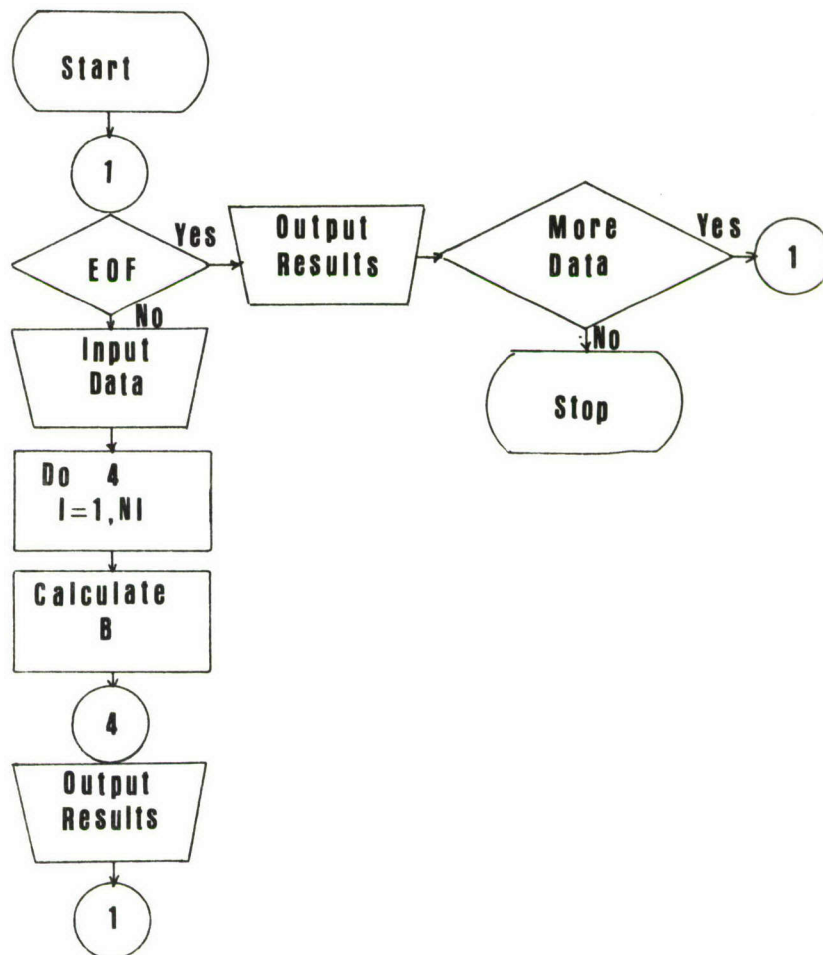 Start
1
EOF
Yes
Output
Results
More
Data
Yes
1
No
Stop
No
Input
Data
Do 4
I=1,NI
Calculate
B
4
Output
Results
1